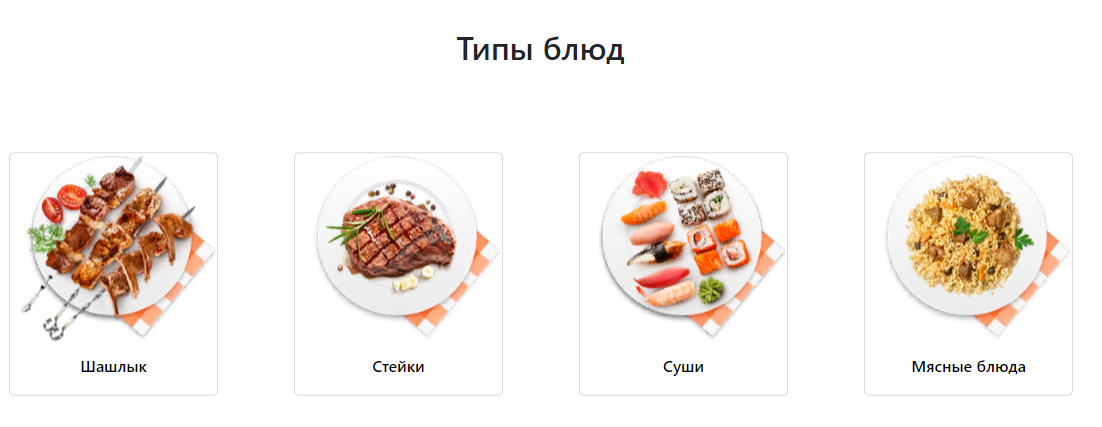 Типы блюд
Шашлык
Стейки
Суши
Мясные блюда